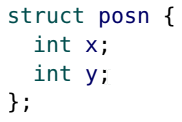 struct posn {
  int x;
  int y;
};